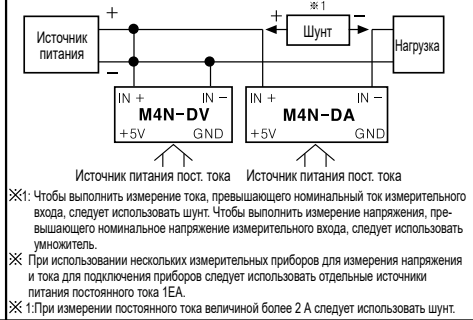 ※ 1
+ + −
Источник
питания
Шунт
Нагрузка
−
IN + IN − IN + IN −
M4N−DV M4N−DA
+5V GND +5V GND
Источник питания пост. тока Источник питания пост. тока
※1: Чтобы выполнить измерение тока, превышающего номинальный ток измерительного
входа, следует использовать шунт. Чтобы выполнить измерение напряжения, пре-
вышающего номинальное напряжение измерительного входа, следует использовать
умножитель.
※ При использовании нескольких измерительных приборов для измерения напряжения
и тока для подключения приборов следует использовать отдельные источники
питания постоянного тока 1EA.
※ 1:При измерении постоянного тока величиной более 2 А следует использовать шунт.